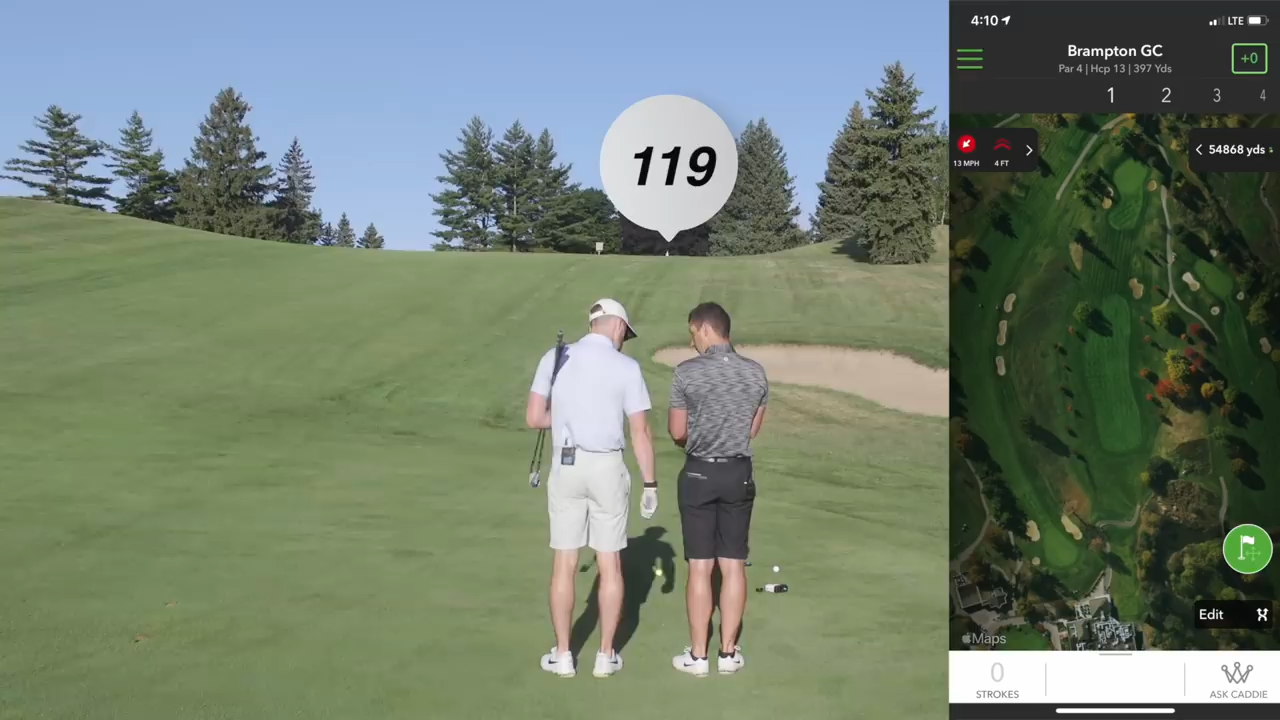 119
4:10
LTE
Brampton GC
Par 4 | Hcp 13 | 397 Yds
+0
1 2 3 4
13 MPH
4 FT
54868 yds
Edit
Maps
0
STROKES
ASK CADDIE